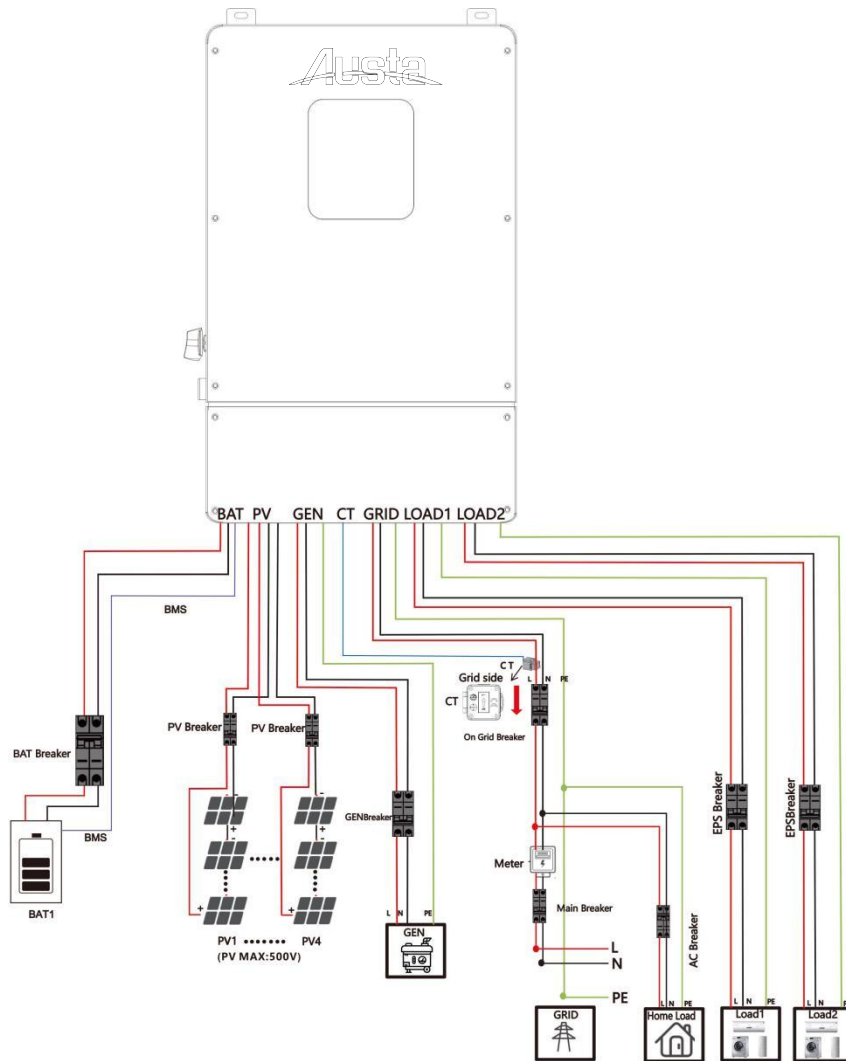 Austa
BAT PV GEN CT GRID LOAD1 LOAD2
BMS
CT
Grid side
L N PE
CT
PV Breaker
PV Breaker
On Grid Breaker
BAT Breaker
EPS Breaker
EPSBreaker
GENBreaker
BMS
Meter
Main Breaker
AC Breaker
BAT1
PV1 ••••••• PV4
(PV MAX:500V)
L N PE
GEN
L
N
PE
GRID
L N PE
Home Load
L N PE
Load1
L N PE
Load2